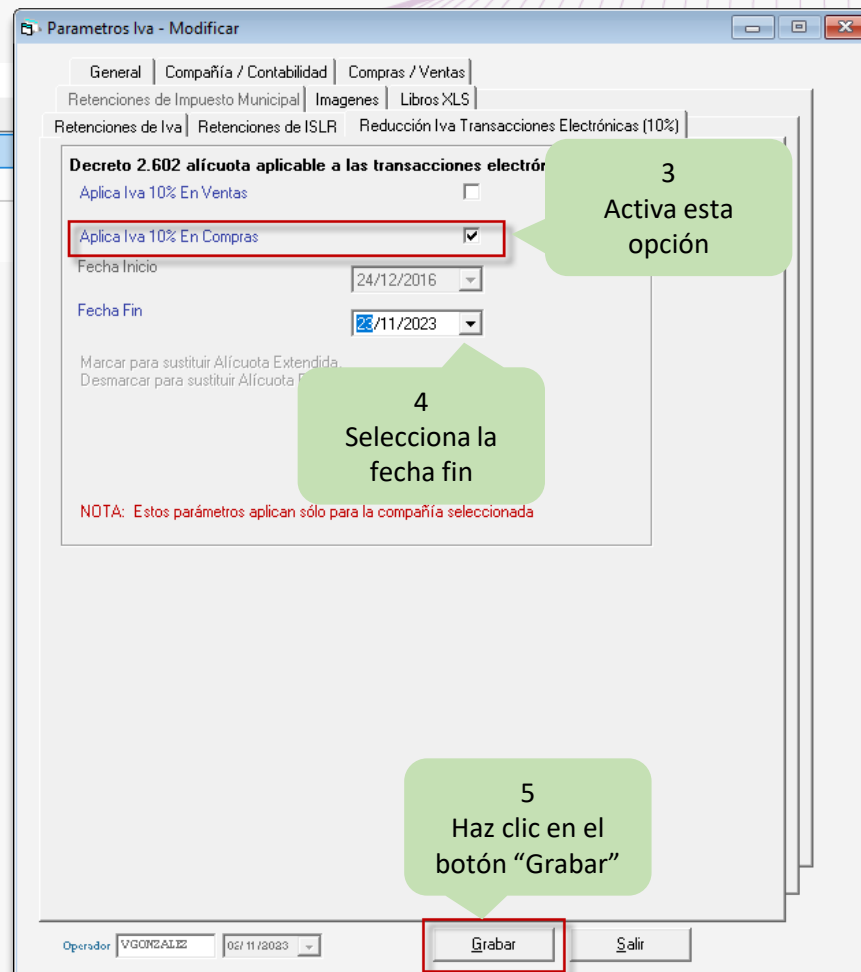 Parametros Iva - Modificar
General Compañía / Contabilidad Compras / Ventas
Retenciones de Impuesto Municipal Imagenes Libros XLS
Retenciones de Iva Retenciones de ISLR Reducción Iva Transacciones Electrónicas (10%)
Decreto 2.602 alícuota aplicable a las transacciones
Aplica Iva 10% En Ventas
3
Activa esta
opción
Aplica Iva 10% En Compras
Fecha Inicio
24/12/2016
Fecha Fin
23/11/2023
Marcar para sustituir Alícuota Extendida.
Desmarcar para sustituir Alícuota
4
Selecciona la
fecha fin
NOTA: Estos parámetros aplican sólo para la compañía seleccionada
5
Haz clic en el
botón “Grabar”
Operador VGONZALEZ 02/11/2023 Grabar Salir